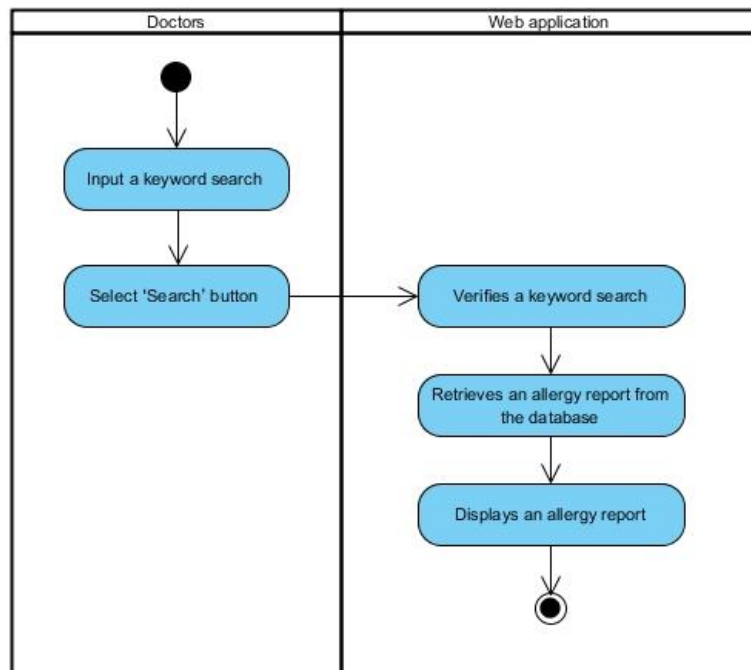 Doctors
Web application
Input a keyword search
Select ‘Search’ button
Verifies a keyword search
Retrieves an allergy report from
the database
Displays an allergy report